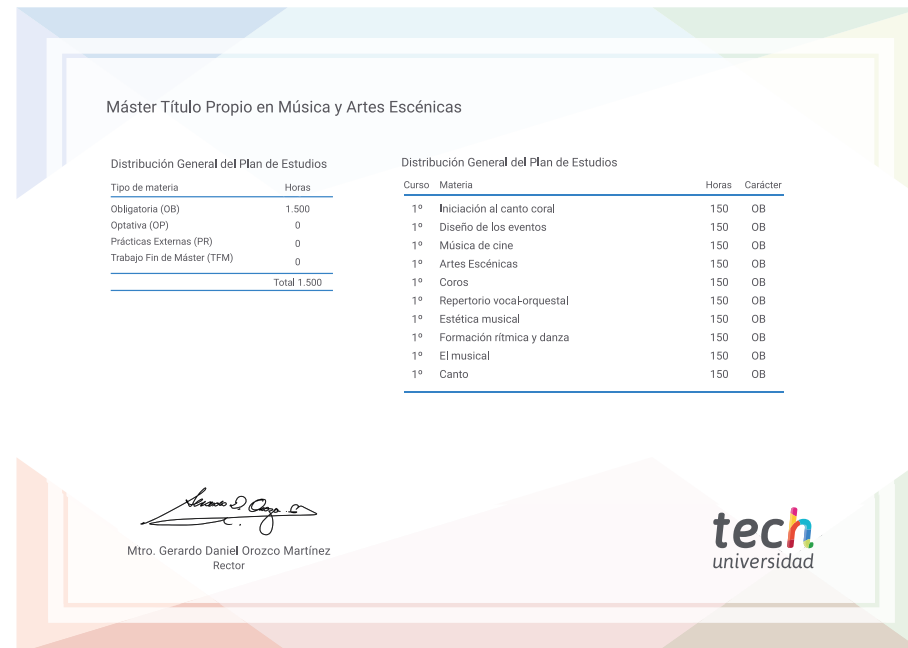 Máster Título Propio en Música y Artes Escénicas
Distribución General del Plan de Estudios
Tipo de materia Horas
Obligatoria (OB) 1.500
Optativa (OP) 0
Prácticas Externas (PR) 0
Trabajo Fin de Máster (TFM) 0
Total 1.500
Distribución General del Plan de Estudios
Curso Materia Horas Carácter
1º Iniciación al canto coral 150 OB
1º Diseño de los eventos 150 OB
1º Música de cine 150 OB
1º Artes Escénicas 150 OB
1º Coros 150 OB
1º Repertorio vocal-orquestal 150 OB
1º Estética musical 150 OB
1º Formación rítmica y danza 150 OB
1º El musical 150 OB
1º Canto 150 OB
Mtro. Gerardo Daniel Orozco Martínez
Rector
tech
universidad